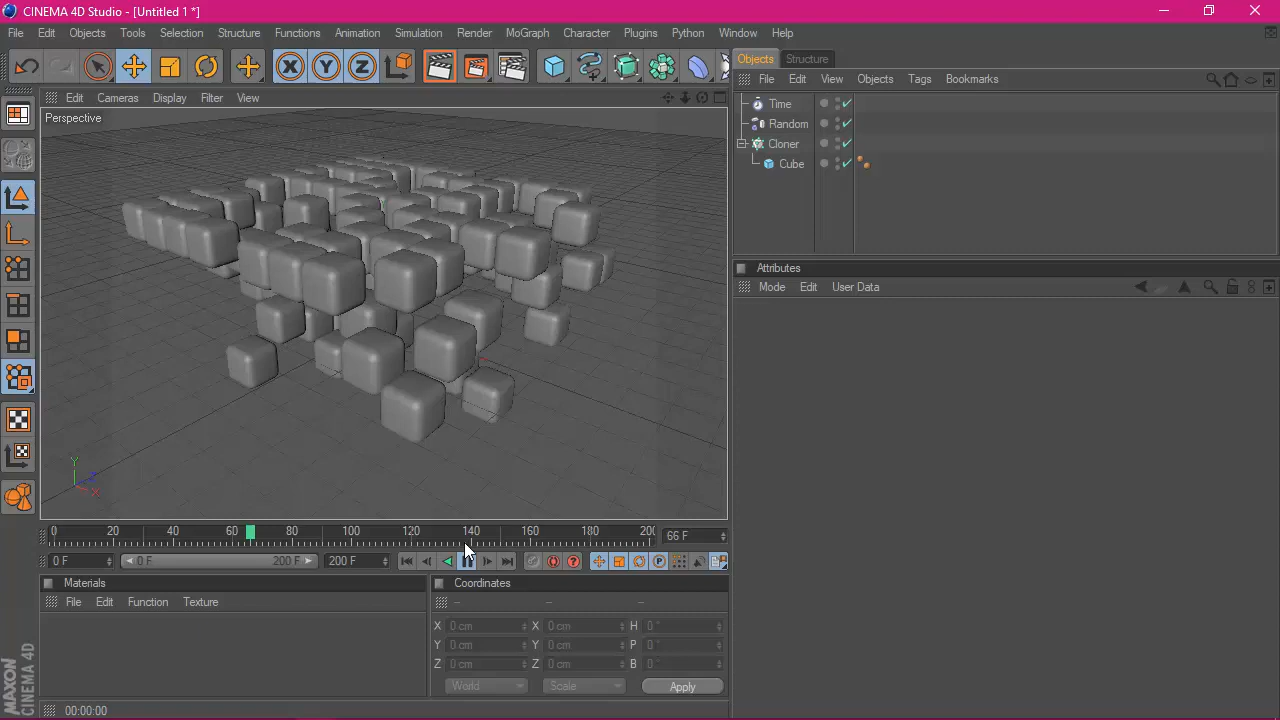 CINEMA 4D Studio - [Untitled 1 *]
File Edit Objects Tools Selection Structure Functions Animation Simulation Render MoGraph Character Plugins Python Window Help
Objects Structure
File Edit View Objects Tags Bookmarks
Edit Cameras Display Filter View
Perspective
Time
Random
Cloner
Cube
Attributes
Mode Edit User Data
Y
Z
X
0 20 40 60 80 100 120 140 160 180 200
66 F
0 F 0 F 200 F 200 F
Materials
File Edit Function Texture
Coordinates
X 0 cm X 0 cm H 0 °
Y 0 cm Y 0 cm P 0 °
Z 0 cm Z 0 cm B 0 °
World Scale Apply
MAXON
CINEMA 4D
00:00:00